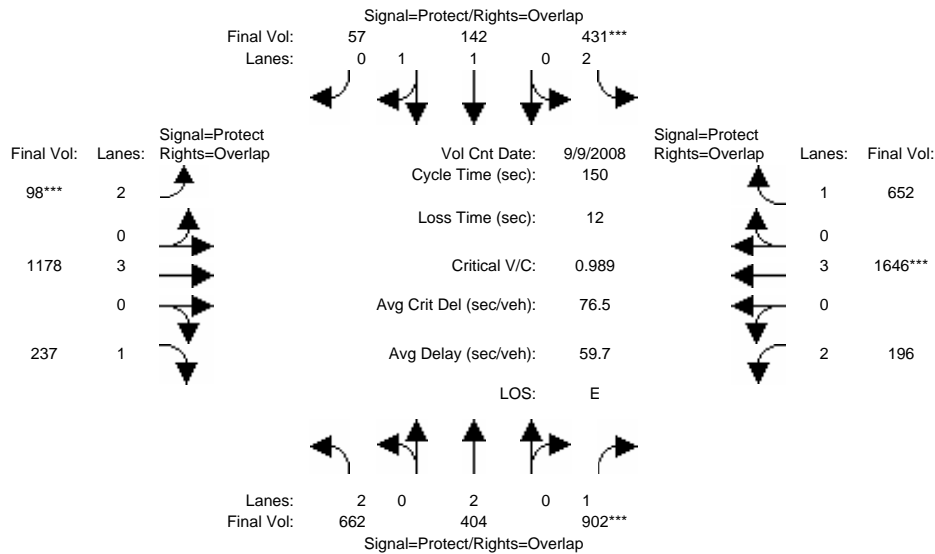 Signal=Protect/Rights=Overlap
Final Vol: 57 142 431***
Lanes: 0 1 1 0 2
Signal=Protect Signal=Protect
Final Vol: Lanes: Rights=Overlap Vol Cnt Date: 9/9/2008 Rights=Overlap Lanes: Final Vol:
Cycle Time (sec): 150
98*** 2 1 652
Loss Time (sec): 12
0 0
1178 3 Critical V/C: 0.989 3 1646***
0 Avg Crit Del (sec/veh): 76.5 0
237 1 Avg Delay (sec/veh): 59.7 2 196
LOS: E
Lanes: 2 0 2 0 1
Final Vol: 662 404 902***
Signal=Protect/Rights=Overlap